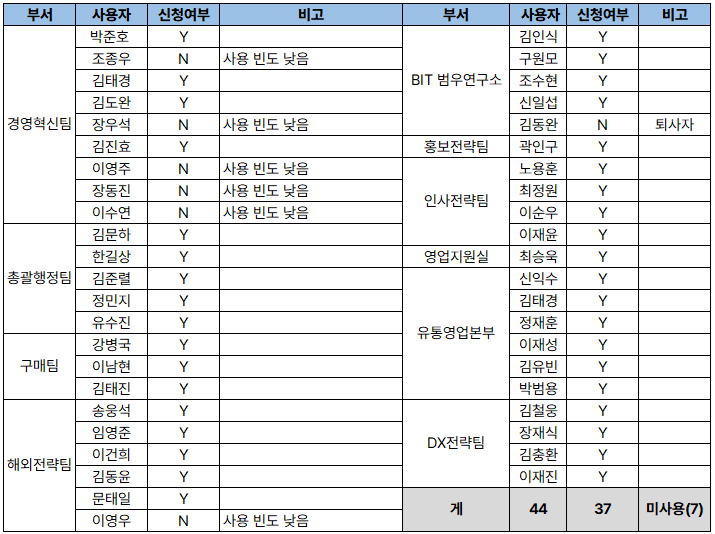 부서 사용자 신청여부 비고 부서 사용자 신청여부 비고
박준호 Y 김인식 Y
조종우 N 사용 빈도 낮음 구원모 Y
김태경 Y BIT 범우연구소 조수현 Y
김도완 Y 신일섭 Y
경영혁신팀 장우석 N 사용 빈도 낮음 김동완 N 퇴사자
김진효 Y 홍보전략팀 곽인구 Y
이영주 N 사용 빈도 낮음 노용훈 Y
장동진 N 사용 빈도 낮음 최정원 Y
이수연 N 사용 빈도 낮음 인사전략팀 이순우 Y
김문하 Y 이재윤 Y
한길상 Y 영업지원실 최승욱 Y
총괄행정팀 김준렬 Y 신익수 Y
정민지 Y 김태경 Y
유수진 Y 정재훈 Y
강병국 Y 유통영업본부 이재성 Y
구매팀 이남현 Y 김유빈 Y
김태진 Y 박범용 Y
송웅석 Y 김철웅 Y
임영준 Y 장재식 Y
해외전략팀 이건희 Y DX전략팀 김충환 Y
김동윤 Y 이재진 Y
문태일 Y 게 44 37 미사용(7)
이영우 N 사용 빈도 낮음